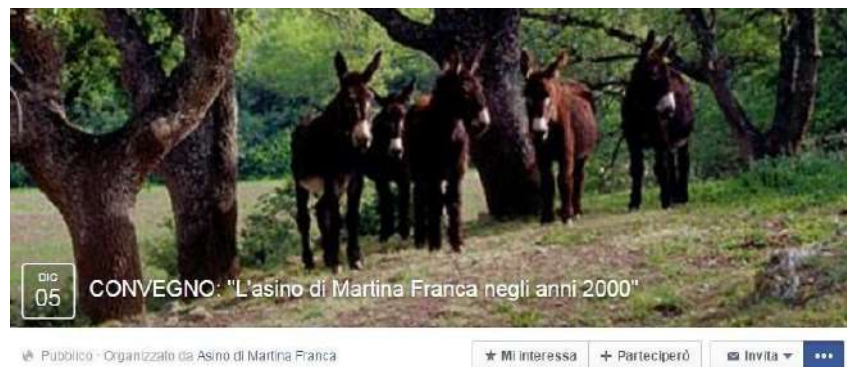 DIC
05
CONVEGNO: "L'asino di Martina Franca negli anni 2000"
Pubblico · Organizzato da Asino di Martina Franca
Mi interessa
+ Parteciperò
Invita